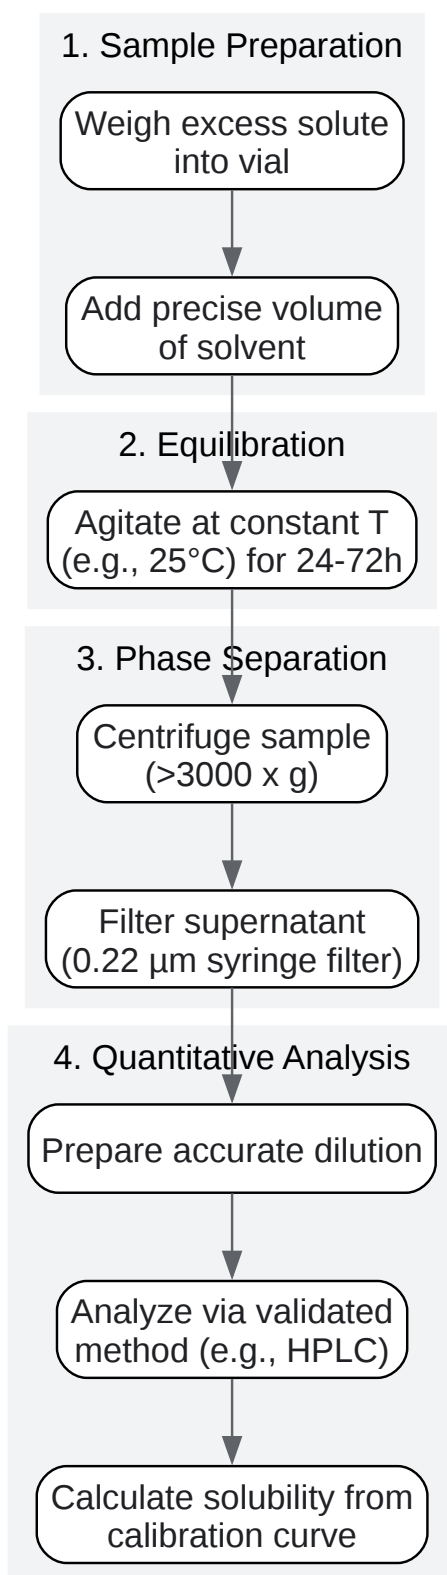 1. Sample Preparation
Weigh excess solute
into vial
Add precise volume
of solvent
2. Equilibration
Agitate at constant T
(e.g., 25°C) for 24-72h
3. Phase Separation
Centrifuge sample
(>3000 x g)
Filter supernatant
(0.22 µm syringe filter)
4. Quantitative Analysis
Prepare accurate dilution
Analyze via validated
method (e.g., HPLC)
Calculate solubility from
calibration curve